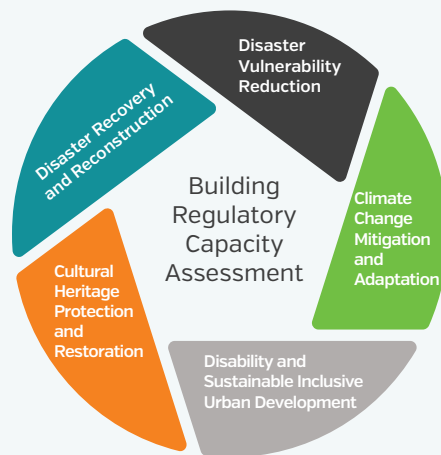 Disaster
Vulnerability
Reduction
Climate
Change
Mitigation
and
Adaptation
Disability and
Sustainable Inclusive
Urban Development
Cultural
Heritage
Protection
and
Restoration
Disaster Recovery
and Reconstruction
Building
Regulatory
Capacity
Assessment